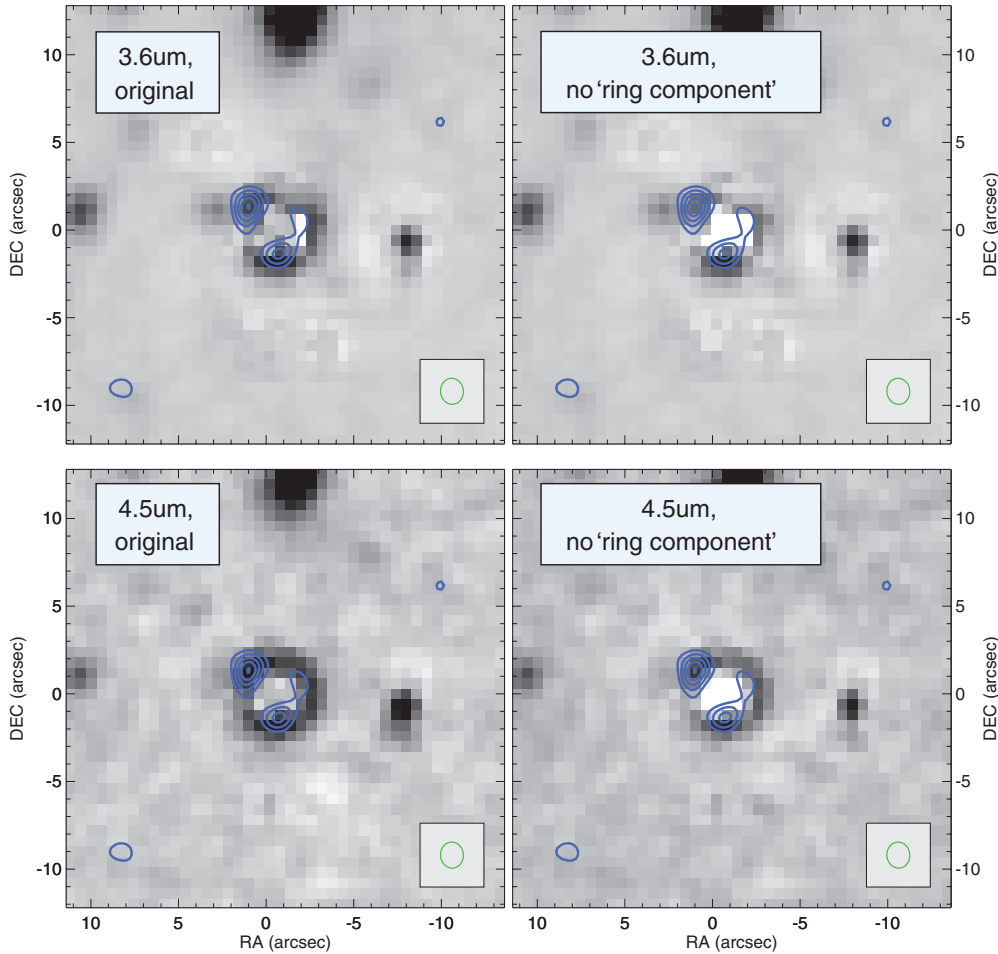 3.6um,
original
3.6um,
no 'ring component'
DEC (arcsec)
10
5
0
-5
-10
10
5
0
-5
-10
DEC (arcsec)
4.5um,
original
4.5um,
no 'ring component'
DEC (arcsec)
10
5
0
-5
-10
10
5
0
-5
-10
DEC (arcsec)
10 5 0 -5 -10
10 5 0 -5 -10
RA (arcsec)
RA (arcsec)